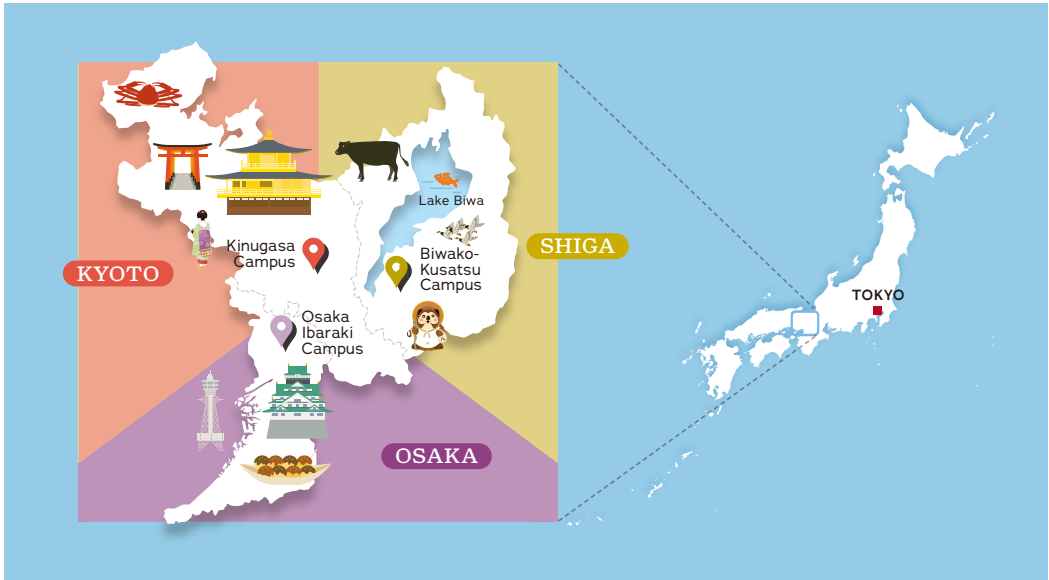 KYOTO
Kinugasa
Campus
Lake Biwa
Biwako-
Kusatsu
Campus
SHIGA
Osaka
Ibaraki
Campus
OSAKA
TOKYO